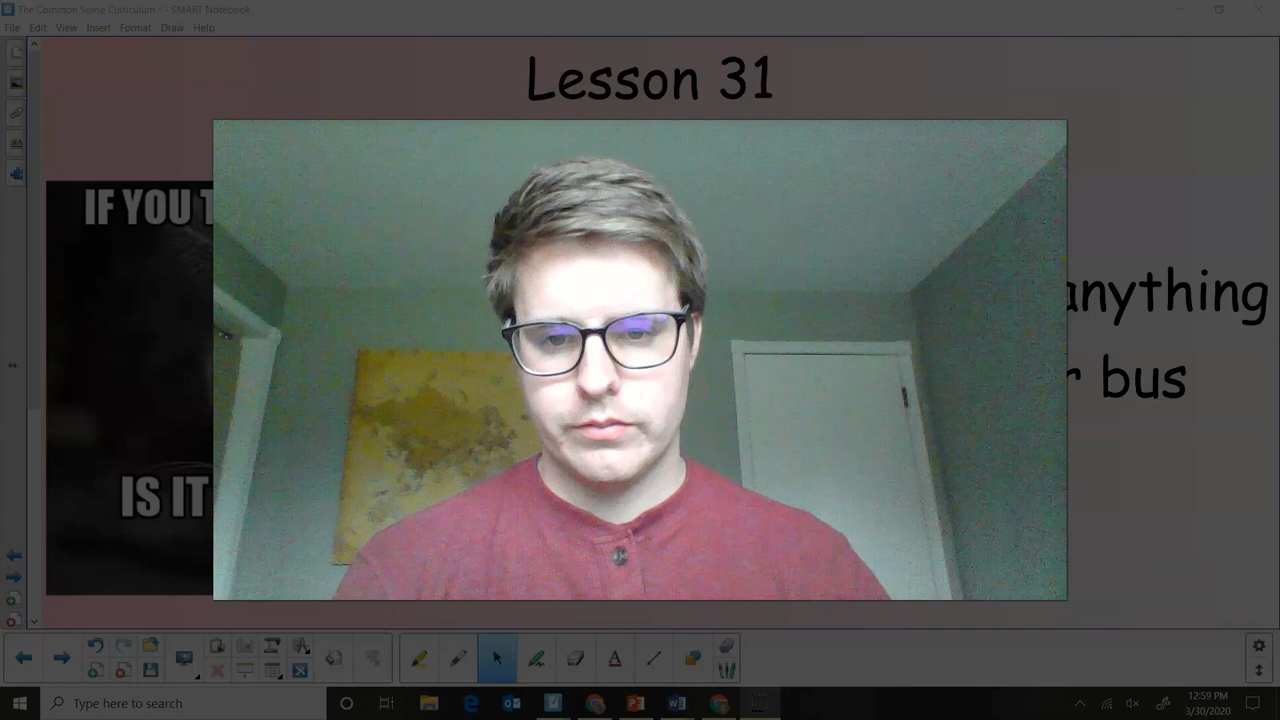 The Common Sense Curriculum * - SMART Notebook
File Edit View Insert Format Draw Help
Lesson 31
IF YOU
anything
bus
IS IT
Type here to search
12:59 PM
3/30/2020